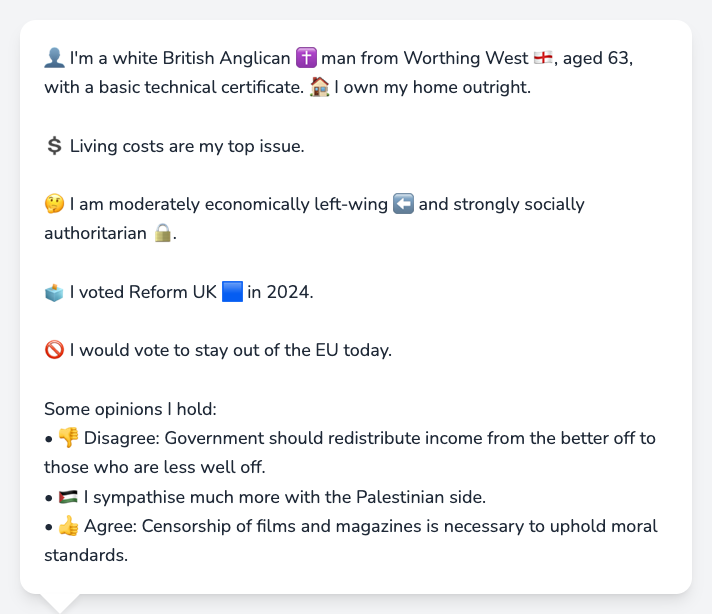 👤 I'm a white British Anglican ✝️ man from Worthing West 🏴󠁧󠁢󠁥󠁮󠁧󠁿, aged 63,
with a basic technical certificate. 🏠 I own my home outright.
💲 Living costs are my top issue.
🤔 I am moderately economically left-wing ⬅️ and strongly socially
authoritarian 🔒.
🗳️ I voted Reform UK 🟦 in 2024.
🚫 I would vote to stay out of the EU today.
Some opinions I hold:
• 👎 Disagree: Government should redistribute income from the better off to
those who are less well off.
• 🇵🇸 I sympathise much more with the Palestinian side.
• 👍 Agree: Censorship of films and magazines is necessary to uphold moral
standards.